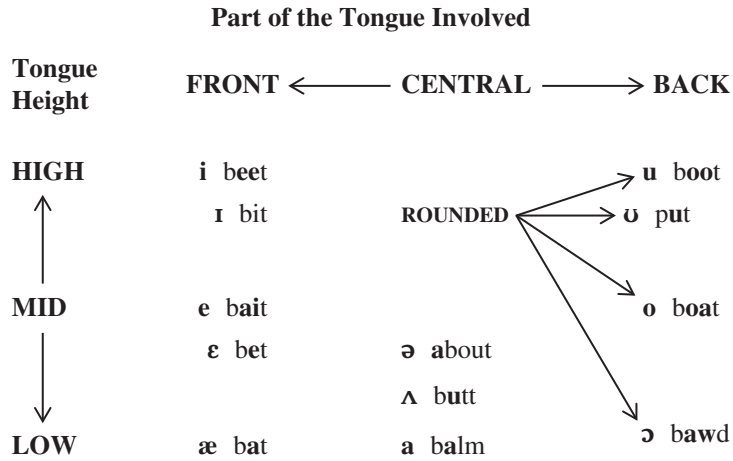 Part of the Tongue Involved
Tongue
Height
FRONT CENTRAL BACK
HIGH i beet u boot
ɪ bit ROUNDED ʊ put
MID e bait o boat
ɛ bet ə about
ʌ butt
LOW æ bat a balm ɔ bawd